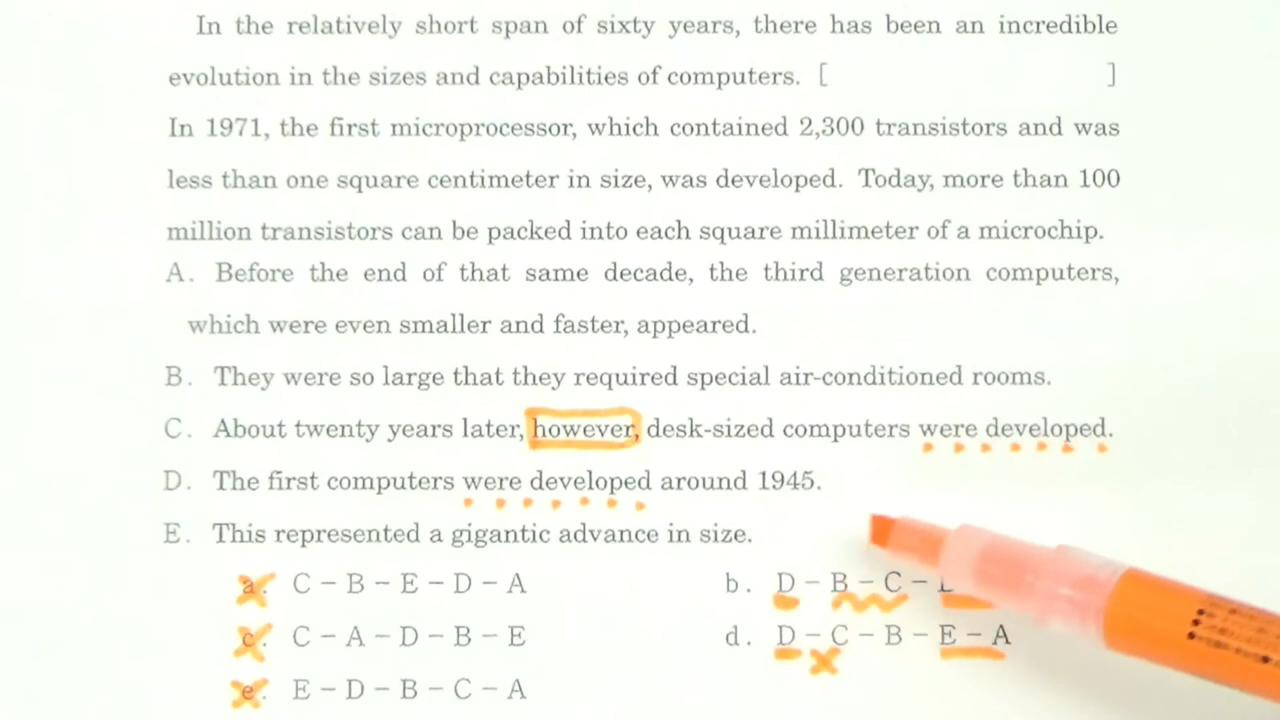 In the relatively short span of sixty years, there has been an incredible
evolution in the sizes and capabilities of computers. [ ]
In 1971, the first microprocessor, which contained 2,300 transistors and was
less than one square centimeter in size, was developed. Today, more than 100
million transistors can be packed into each square millimeter of a microchip.
A. Before the end of that same decade, the third generation computers,
which were even smaller and faster, appeared.
B. They were so large that they required special air-conditioned rooms.
C. About twenty years later, however, desk-sized computers were developed.
D. The first computers were developed around 1945.
E. This represented a gigantic advance in size.
a. C – B – E – D – A
b. D – B – C –
c. C – A – D – B – E
d. D – C – B – E – A
e. E – D – B – C – A